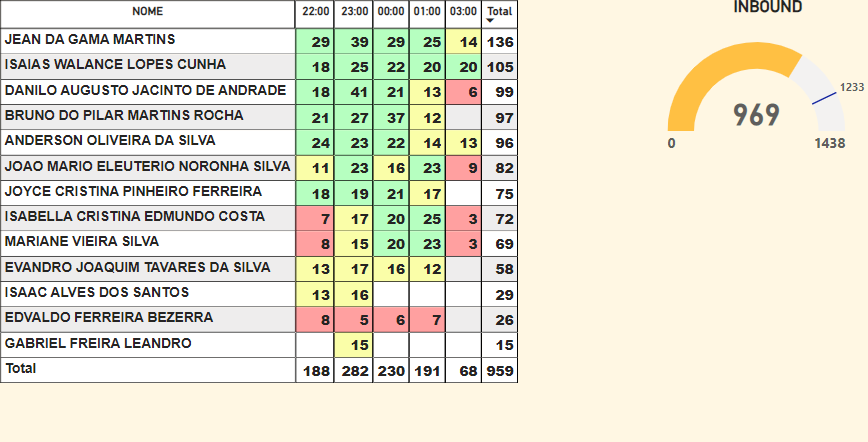 NOME 22:00 23:00 00:00 01:00 03:00 Total
JEAN DA GAMA MARTINS 29 39 29 25 14 136
ISAIAS WALANCE LOPES CUNHA 18 25 22 20 20 105
DANILO AUGUSTO JACINTO DE ANDRADE 18 41 21 13 6 99
BRUNO DO PILAR MARTINS ROCHA 21 27 37 12 97
ANDERSON OLIVEIRA DA SILVA 24 23 22 14 13 96
JOAO MARIO ELEUTERIO NORONHA SILVA 11 23 16 23 9 82
JOYCE CRISTINA PINHEIRO FERREIRA 18 19 21 17 75
ISABELLA CRISTINA EDMUNDO COSTA 7 17 20 25 3 72
MARIANE VIEIRA SILVA 8 15 20 23 3 69
EVANDRO JOAQUIM TAVARES DA SILVA 13 17 16 12 58
ISAAC ALVES DOS SANTOS 13 16 29
EDVALDO FERREIRA BEZERRA 8 5 6 7 26
GABRIEL FREIRA LEANDRO 15 15
Total 188 282 230 191 68 959
INBOUND
1233
969
0 1438